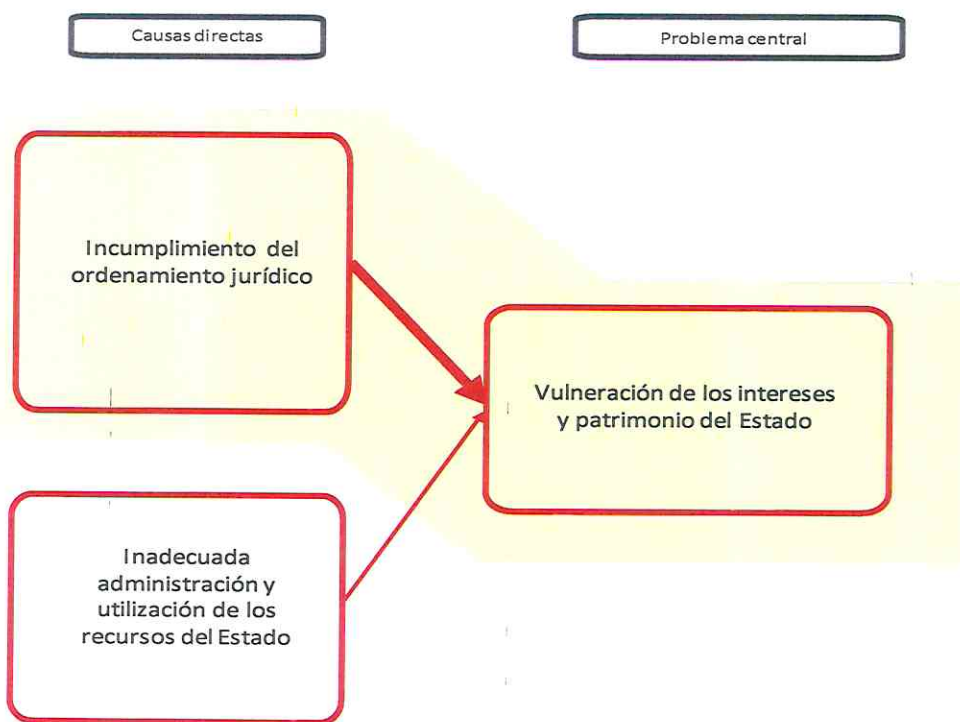 Causas directas
Problema central
Incumplimiento del
ordenamiento jurídico
Vulneración de los intereses
y patrimonio del Estado
Inadecuada
administración y
utilización de los
recursos del Estado